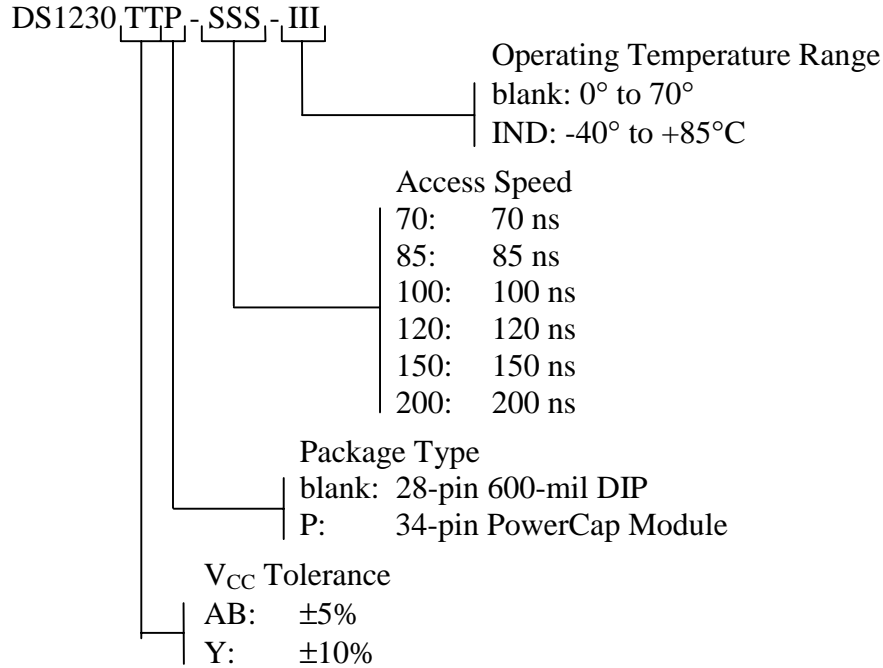 DS1230 TTP - SSS - III
Operating Temperature Range
blank: 0° to 70°
IND: -40° to +85°C
Access Speed
70: 70 ns
85: 85 ns
100: 100 ns
120: 120 ns
150: 150 ns
200: 200 ns
Package Type
blank: 28-pin 600-mil DIP
P: 34-pin PowerCap Module
VCC Tolerance
AB: ±5%
Y: ±10%